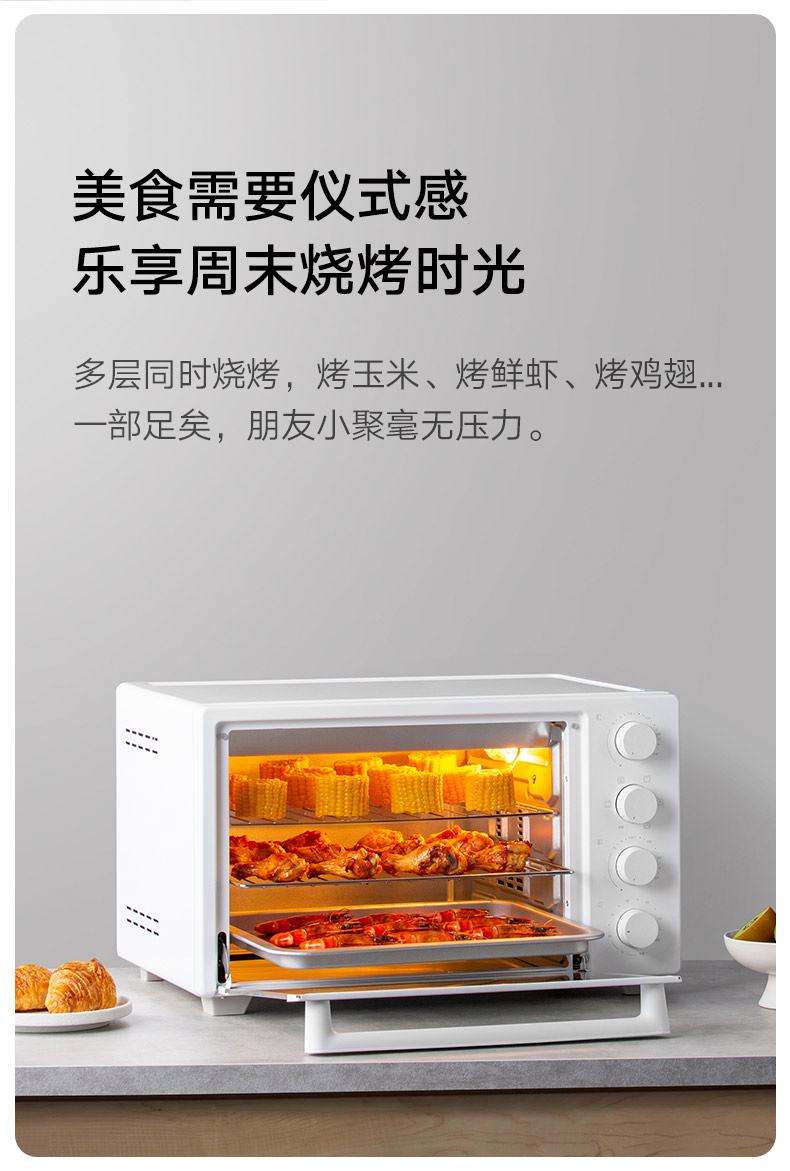 美食需要仪式感
乐享周末烧烤时光
多层同时烧烤，烤玉米、烤鲜虾、烤鸡翅...
一部足矣，朋友小聚毫无压力。